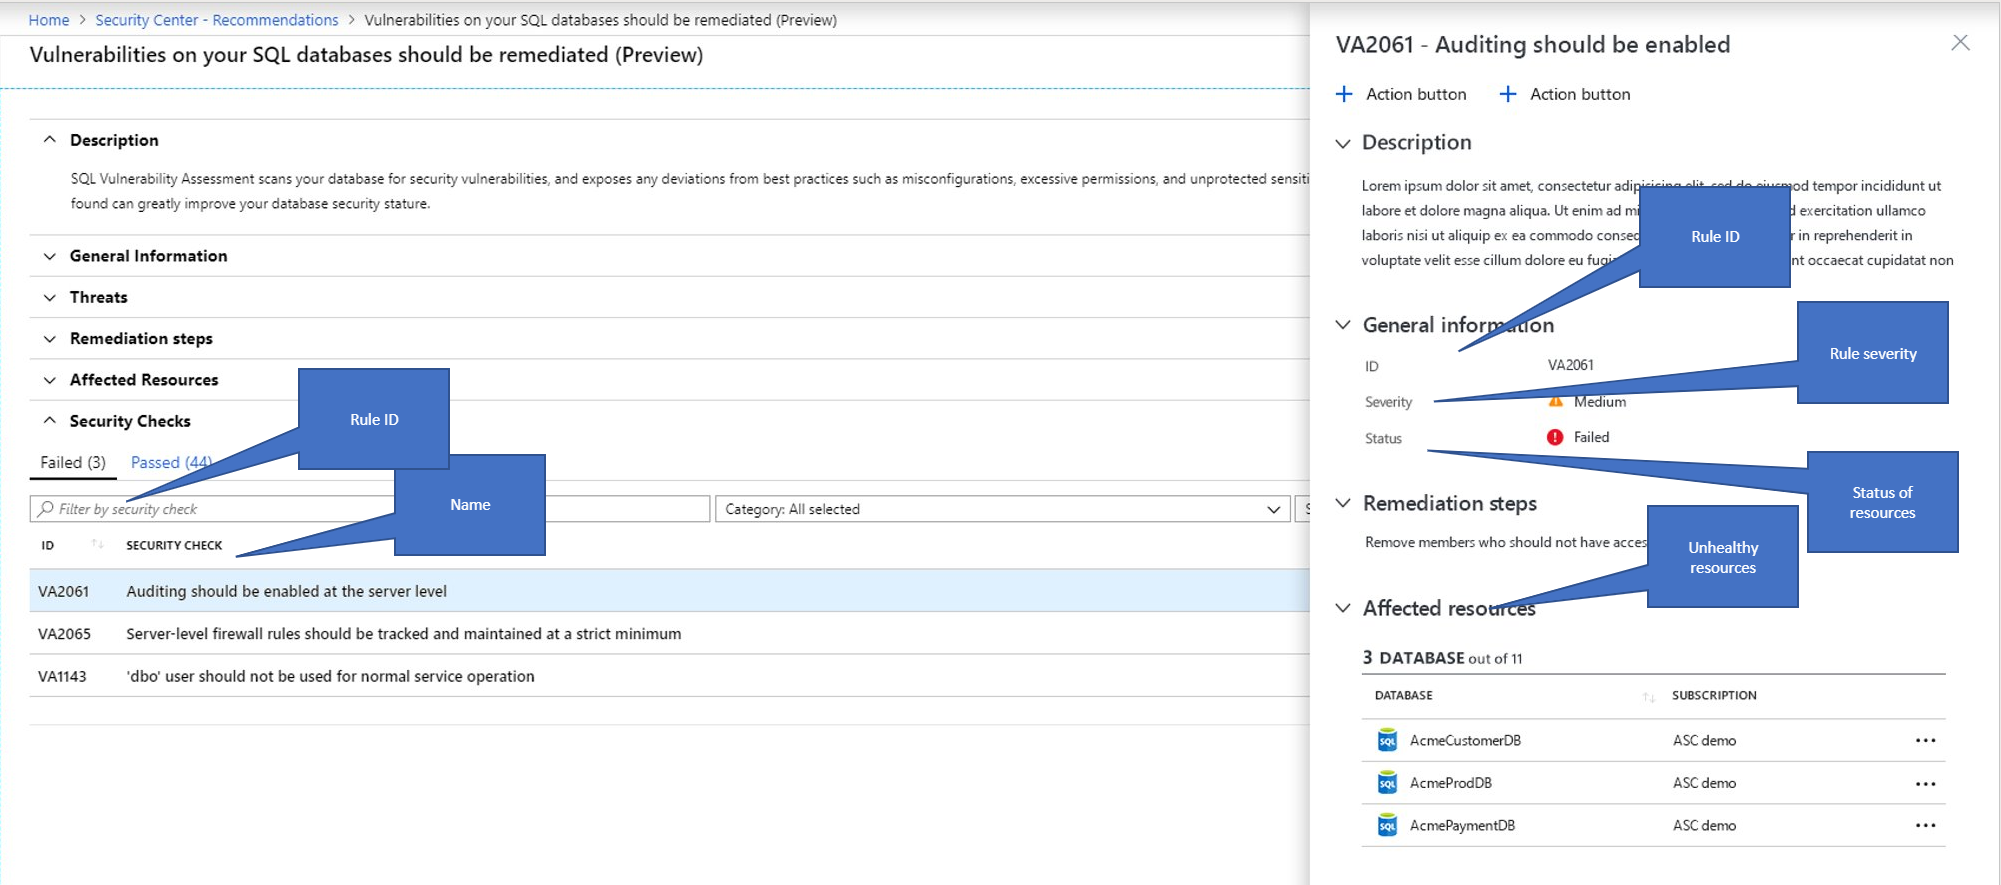 Home > Security Center - Recommendations > Vulnerabilities on your SQL databases should be remediated (Preview)
Vulnerabilities on your SQL databases should be remediated (Preview)
Description
SQL Vulnerability Assessment scans your database for security vulnerabilities, and exposes any deviations from best practices such as misconfigurations, excessive permissions, and unprotected
found can greatly improve your database security stature.
General Information
Threats
Remediation steps
Affected Resources
Security Checks
Rule ID
Failed (3) Passed (44)
Name
Filter by security check
Category: All selected
ID SECURITY CHECK
VA2061 Auditing should be enabled at the server level
VA2065 Server-level firewall rules should be tracked and maintained at a strict minimum
VA1143 'dbo' user should not be used for normal service operation
VA2061 - Auditing should be enabled
+ Action button + Action button
Description
Lorem ipsum dolor sit amet, consectetur adipisicing elit, sed do eiusmod tempor incididunt ut
labore et dolore magna aliqua. Ut enim ad exercitation ullamco
laboris nisi ut aliquip ex ea commodo in reprehenderit in
voluptate velit esse cillum dolore eu occaecat cupidatat non
Rule ID
General information
ID VA2061
Rule severity
Severity Medium
Status Failed
Status of
resources
Remediation steps
Remove members who should not have
Unhealthy
resources
Affected resources
3 DATABASE out of 11
DATABASE SUBSCRIPTION
AcmeCustomerDB ASC demo ...
AcmeProdDB ASC demo ...
AcmePaymentDB ASC demo ...